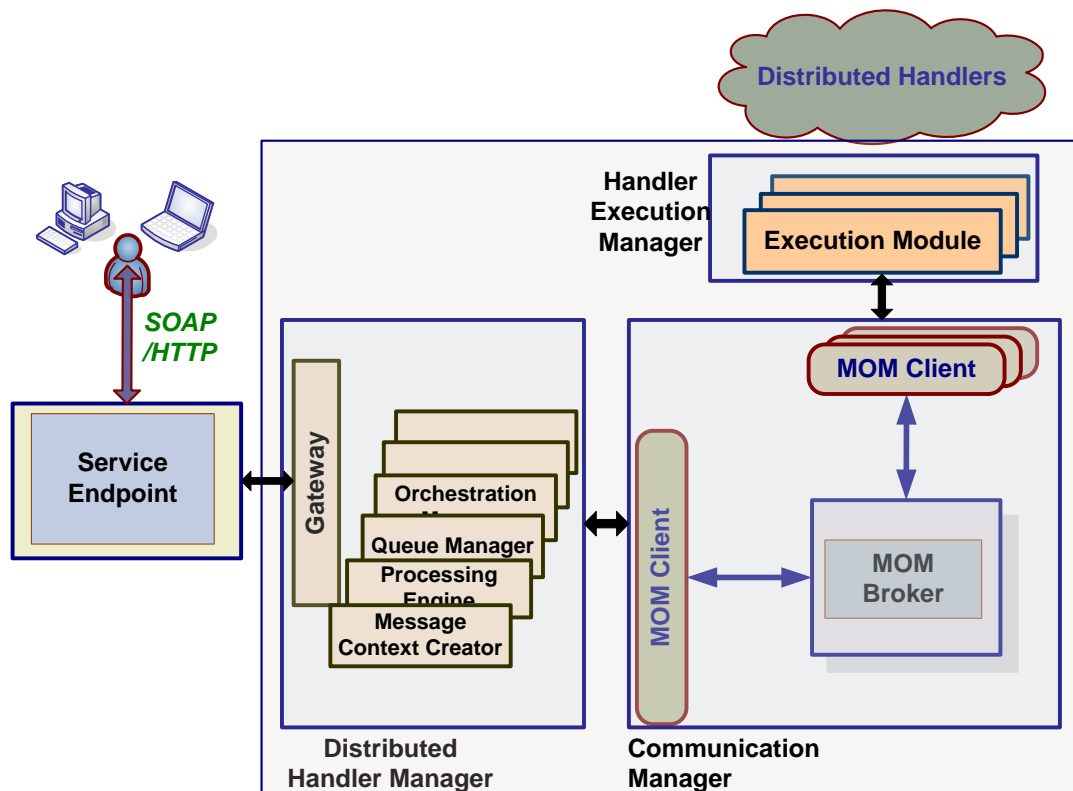 Distributed Handlers
Handler
Execution
Manager
Execution Module
SOAP
/HTTP
MOM Client
Service
Endpoint
Gateway
Orchestration
Queue Manager
Processing
Engine
Message
Context Creator
MOM Client
MOM
Broker
Distributed
Handler Manager
Communication
Manager